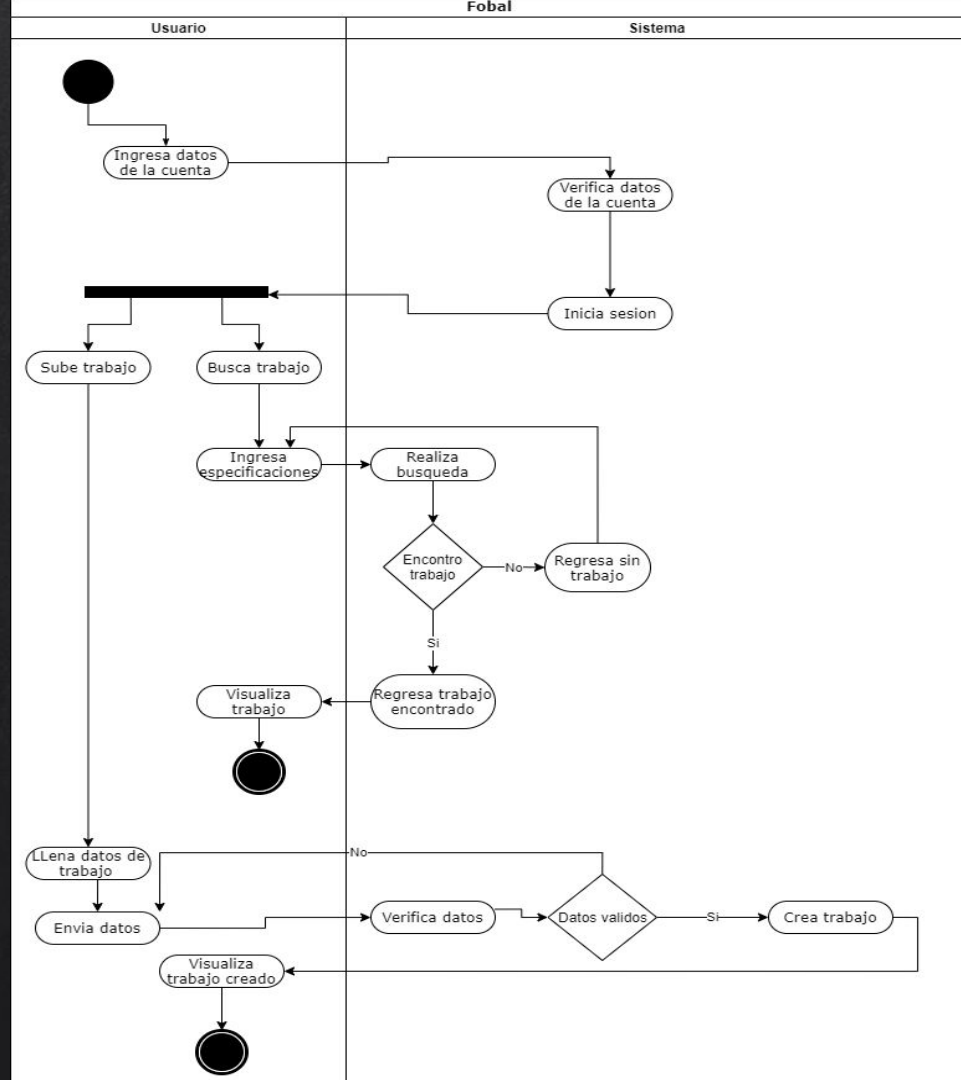 Fobal
Usuario
Sistema
Ingresa datos
de la cuenta
Verifica datos
de la cuenta
Inicia sesion
Sube trabajo
Busca trabajo
Ingresa
especificaciones
Realiza
busqueda
Encontro
trabajo
No
Regresa sin
trabajo
Si
Regresa trabajo
encontrado
Visualiza
trabajo
LLena datos de
trabajo
No
Envia datos
Verifica datos
Datos validos
Si
Crea trabajo
Visualiza
trabajo creado